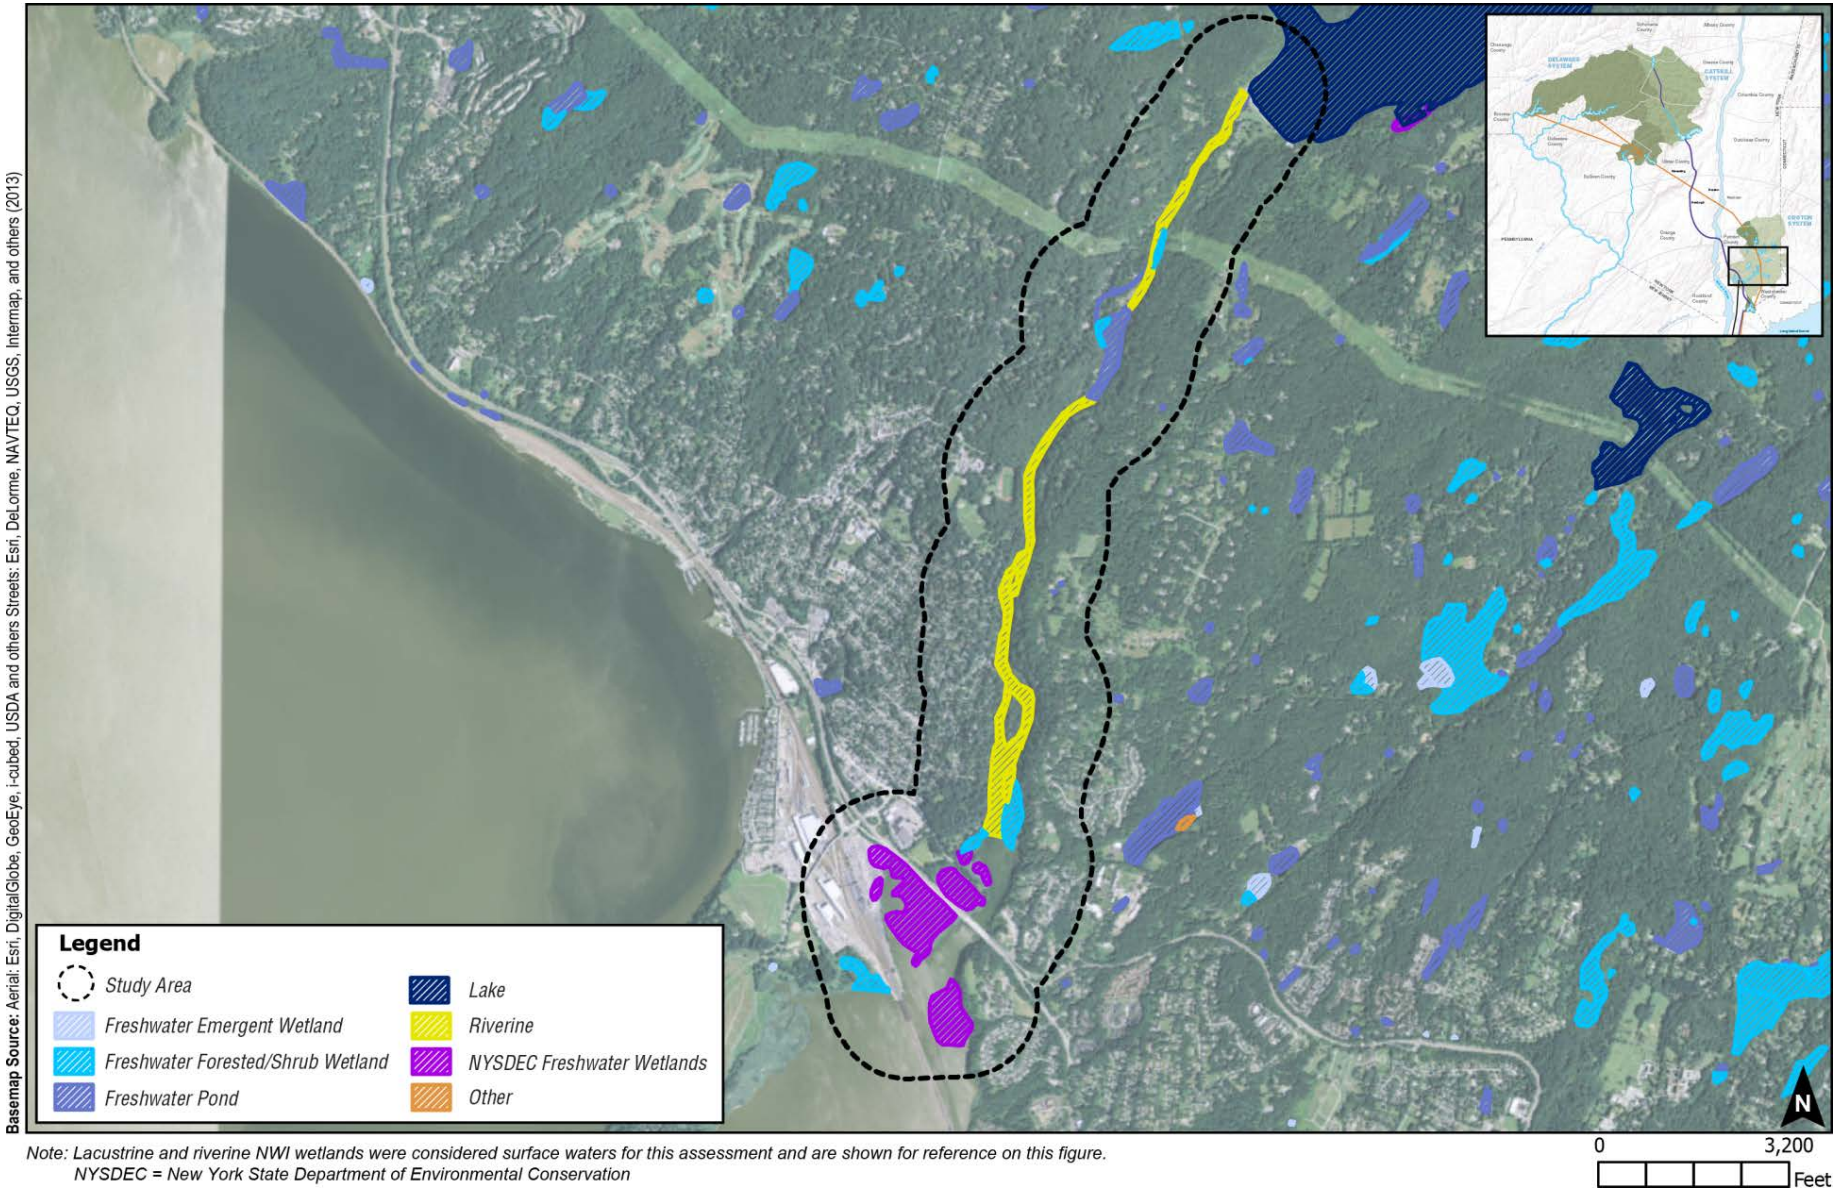 Basemap Source: Aerial: Esri, DigitalGlobe, GeoEye, i-cubed, USDA and others Streets: Esri, DeLorme, NAVTEQ, USGS, Intermap, and others (2013)
DELAWARE
SYSTEM
CATSKILL
SYSTEM
CROTON
SYSTEM
PENNSYLVANIA
Legend
Study Area
Freshwater Emergent Wetland
Freshwater Forested/Shrub Wetland
Freshwater Pond
Lake
Riverine
NYSDEC Freshwater Wetlands
Other
N
Note: Lacustrine and riverine NWI wetlands were considered surface waters for this assessment and are shown for reference on this figure.
NYSDEC = New York State Department of Environmental Conservation
0 3,200
Feet